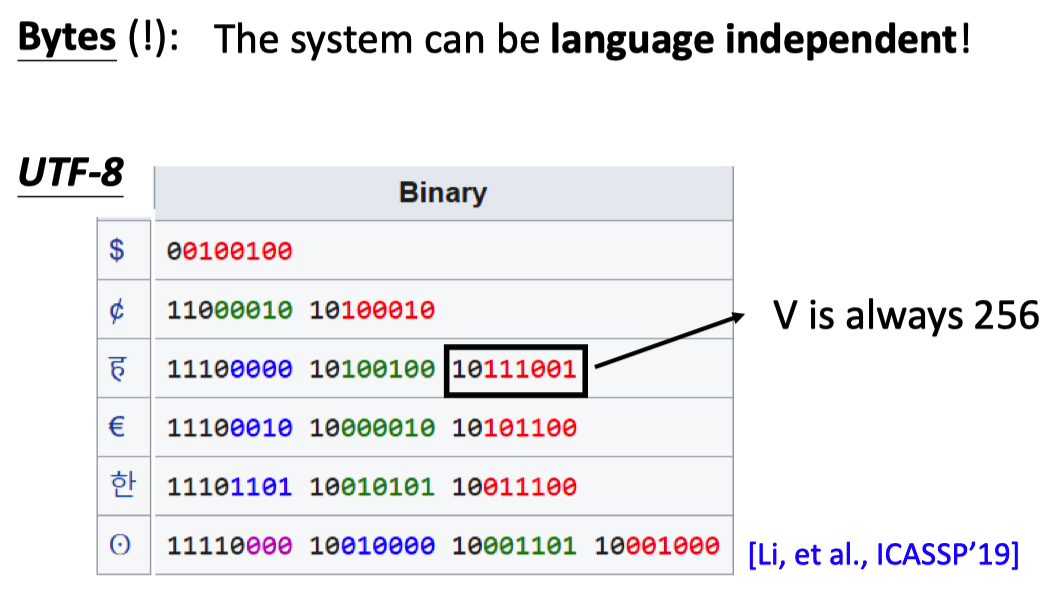 Bytes (!): The system can be language independent!
UTF-8
Binary
$ 00100100
¢ 11000010 10100010
ह 11100000 10100100 10111001
V is always 256
€ 11100010 10000010 10101100
한 11101101 10010101 10011100
𐍈 11110000 10010000 10001101 10001000
[Li, et al., ICASSP’19]